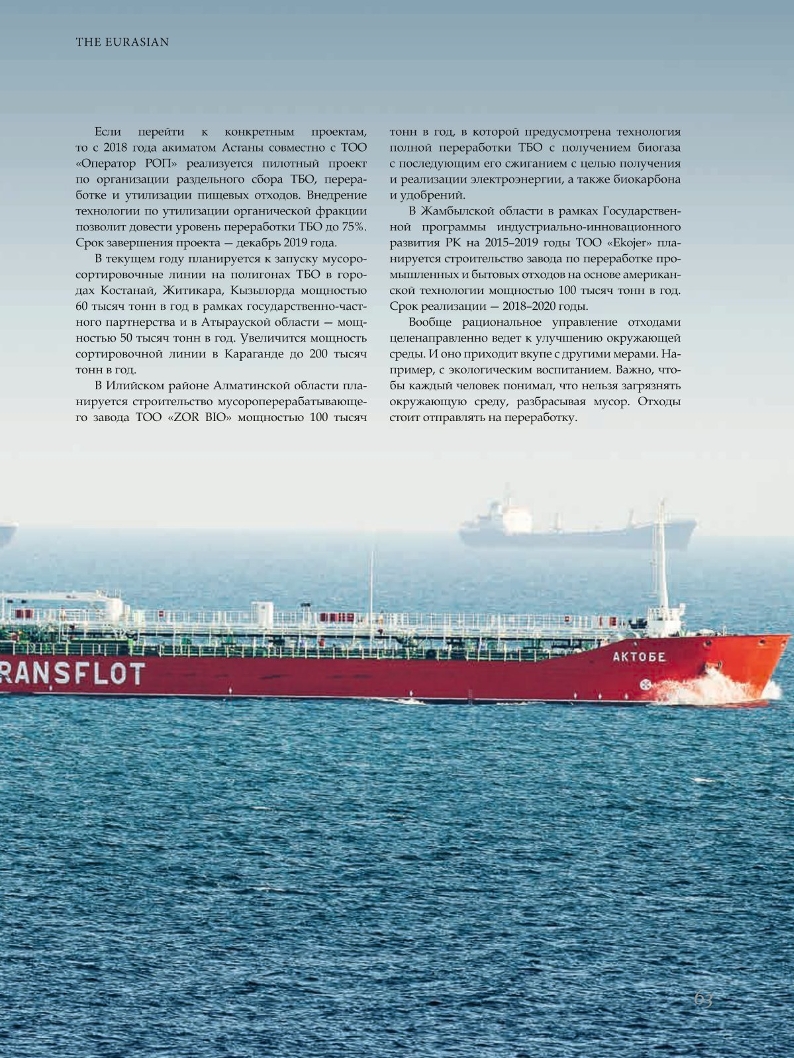 THE EURASIAN
Если перейти к конкретным проектам,
то с 2018 года акиматом Астаны совместно с ТОО
«Оператор РОП» реализуется пилотный проект
по организации раздельного сбора ТБО, перера-
ботке и утилизации пищевых отходов. Внедрение
технологии по утилизации органической фракции
позволит довести уровень переработки ТБО до 75%.
Срок завершения проекта — декабрь 2019 года.
В текущем году планируется к запуску мусоро-
сортировочные линии на полигонах ТБО в горо-
дах Костанай, Житикара, Кызылорда мощностью
60 тысяч тонн в год в рамках государственно-част-
ного партнерства и в Атырауской области — мощ-
ностью 50 тысяч тонн в год. Увеличится мощность
сортировочной линии в Караганде до 200 тысяч
тонн в год.
В Илийском районе Алматинской области пла-
нируется строительство мусороперерабатывающе-
го завода ТОО «ZOR BIO» мощностью 100 тысяч
тонн в год, в которой предусмотрена технология
полной переработки ТБО с получением биогаза
с последующим его сжиганием с целью получения
и реализации электроэнергии, а также биокарбона
и удобрений.
В Жамбылской области в рамках Государствен-
ной программы индустриально-инновационного
развития РК на 2015–2019 годы ТОО «Ekojer» пла-
нируется строительство завода по переработке про-
мышленных и бытовых отходов на основе американ-
ской технологии мощностью 100 тысяч тонн в год.
Срок реализации — 2018–2020 годы.
Вообще рациональное управление отходами
целенаправленно ведет к улучшению окружающей
среды. И оно приходит вкупе с другими мерами. На-
пример, с экологическим воспитанием. Важно, что-
бы каждый человек понимал, что нельзя загрязнять
окружающую среду, разбрасывая мусор. Отходы
стоит отправлять на переработку.
АКТОБЕ
RANSFLOT
63